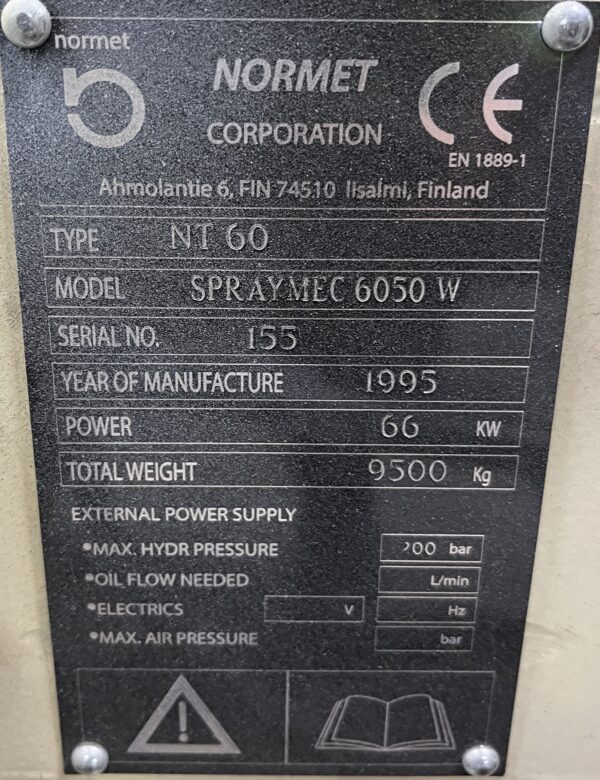 normet
NORMET
CORPORATION
CE
EN 1889-1
Ahmolantie 6, FIN 74510 Iisalmi, Finland
TYPE NT 60
MODEL SPRAYMEC 6050 W
SERIAL NO. 155
YEAR OF MANUFACTURE 1995
POWER 66 KW
TOTAL WEIGHT 9500 Kg
EXTERNAL POWER SUPPLY
•MAX. HYDR PRESSURE bar
•OIL FLOW NEEDED L/min
•ELECTRICS V Hz
•MAX. AIR PRESSURE bar